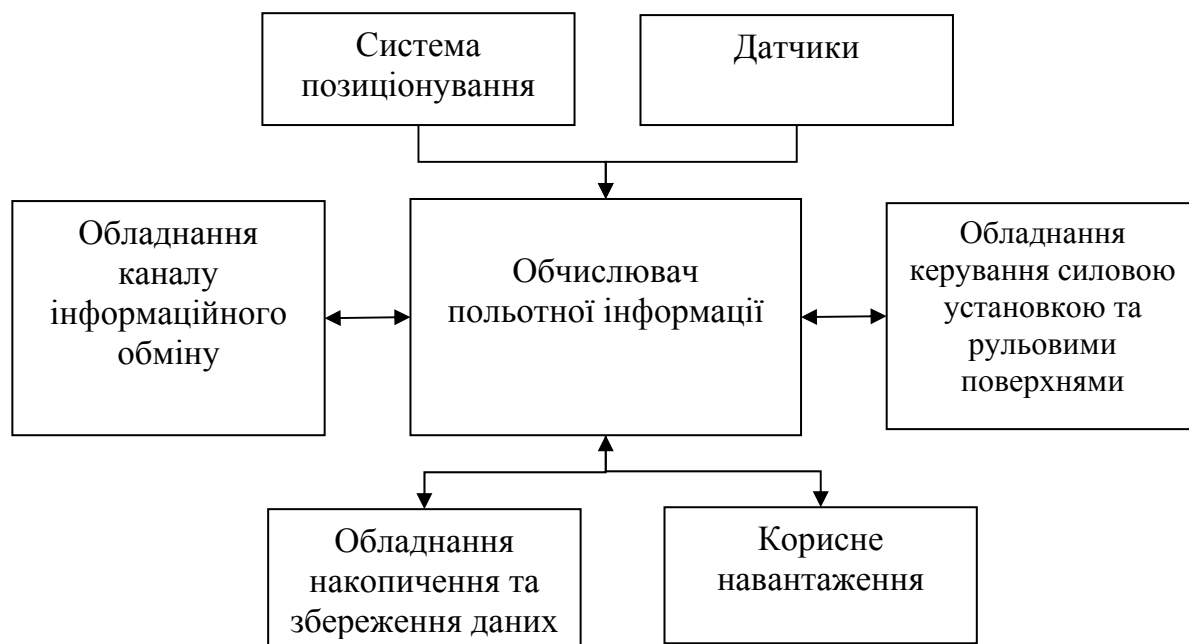 Система
позиціонування
Датчики
Обладнання
каналу
інформаційного
обміну
Обчислювач
польотної інформації
Обладнання
керування силовою
установкою та
рульовими
поверхнями
Обладнання
накопичення та
збереження даних
Корисне
навантаження